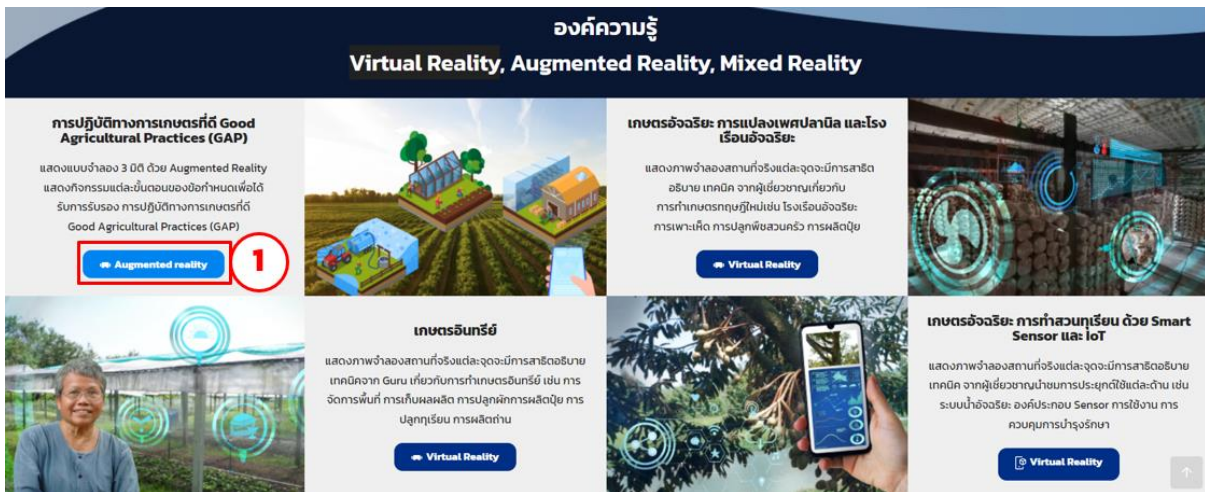 องค์ความรู้
Virtual Reality, Augmented Reality, Mixed Reality
การปฏิบัติทางการเกษตรที่ดี Good
Agricultural Practices (GAP)
แสดงแบบจำลอง 3 มิติ ด้วย Augmented Reality
แสดงกิจกรรมแต่ละขั้นตอนของข้อกำหนดเพื่อได้
รับการรับรอง การปฏิบัติทางการเกษตรที่ดี
Good Agricultural Practices (GAP)
Augmented reality
1
เกษตรอัจฉริยะ การแปลงเพศปลานิล และโรง
เรือนอัจฉริยะ
แสดงภาพจำลองสถานที่จริงแต่ละจุดจะมีการสาธิต
อธิบาย เทคนิค จากผู้เชี่ยวชาญเกี่ยวกับ
การทำเกษตรทฤษฎีใหม่เช่น โรงเรือนอัจฉริยะ
การเพาะเห็ด การปลูกพืชสวนครัว การผลิตปุ๋ย
Virtual Reality
เกษตรอินทรีย์
แสดงภาพจำลองสถานที่จริงแต่ละจุดจะมีการสาธิตอธิบาย
เทคนิคจาก Guru เกี่ยวกับการทำเกษตรอินทรีย์ เช่น การ
จัดการพื้นที่ การเก็บผลผลิต การปลูกผักการผลิตปุ๋ย การ
ปลูกทุเรียน การผลิตถ่าน
Virtual Reality
เกษตรอัจฉริยะ การทำสวนทุเรียน ด้วย Smart
Sensor และ IoT
แสดงภาพจำลองสถานที่จริงแต่ละจุดจะมีการสาธิตอธิบาย
เทคนิค จากผู้เชี่ยวชาญนำชมการประยุกต์ใช้แต่ละด้าน เช่น
ระบบน้ำอัจฉริยะ องค์ประกอบ Sensor การใช้งาน การ
ควบคุมการบำรุงรักษา
Virtual Reality